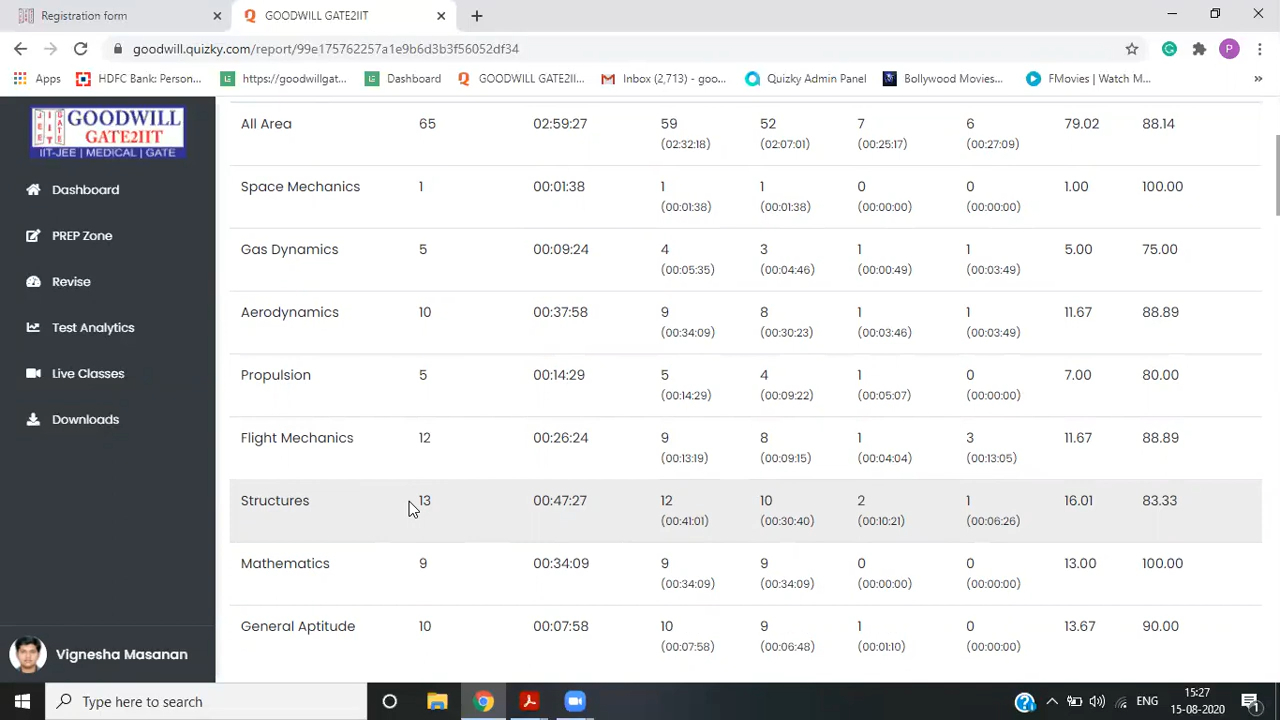 Registration form
GOODWILL GATE2IIT
goodwill.quizky.com/report/99e175762257a1e9b6d3b3f56052df34
Apps
HDFC Bank: Person...
https://goodwillgat...
Dashboard
GOODWILL GATE2II...
Inbox (2,713) - goo...
Quizky Admin Panel
Bollywood Movies...
FMovies | Watch M...
GOODWILL
GATE2IIT
IIT-JEE | MEDICAL | GATE
Dashboard
PREP Zone
Revise
Test Analytics
Live Classes
Downloads
Vignesha Masanan
All Area 65 02:59:27 59 52 7 6 79.02 88.14
(02:32:18) (02:07:01) (00:25:17) (00:27:09)
Space Mechanics 1 00:01:38 1 1 0 0 1.00 100.00
(00:01:38) (00:01:38) (00:00:00) (00:00:00)
Gas Dynamics 5 00:09:24 4 3 1 1 5.00 75.00
(00:05:35) (00:04:46) (00:00:49) (00:03:49)
Aerodynamics 10 00:37:58 9 8 1 1 11.67 88.89
(00:34:09) (00:30:23) (00:03:46) (00:03:49)
Propulsion 5 00:14:29 5 4 1 0 7.00 80.00
(00:14:29) (00:09:22) (00:05:07) (00:00:00)
Flight Mechanics 12 00:26:24 9 8 1 3 11.67 88.89
(00:13:19) (00:09:15) (00:04:04) (00:13:05)
Structures 13 00:47:27 12 10 2 1 16.01 83.33
(00:41:01) (00:30:40) (00:10:21) (00:06:26)
Mathematics 9 00:34:09 9 9 0 0 13.00 100.00
(00:34:09) (00:34:09) (00:00:00) (00:00:00)
General Aptitude 10 00:07:58 10 9 1 0 13.67 90.00
(00:07:58) (00:06:48) (00:01:10) (00:00:00)
Type here to search
ENG
15:27
15-08-2020